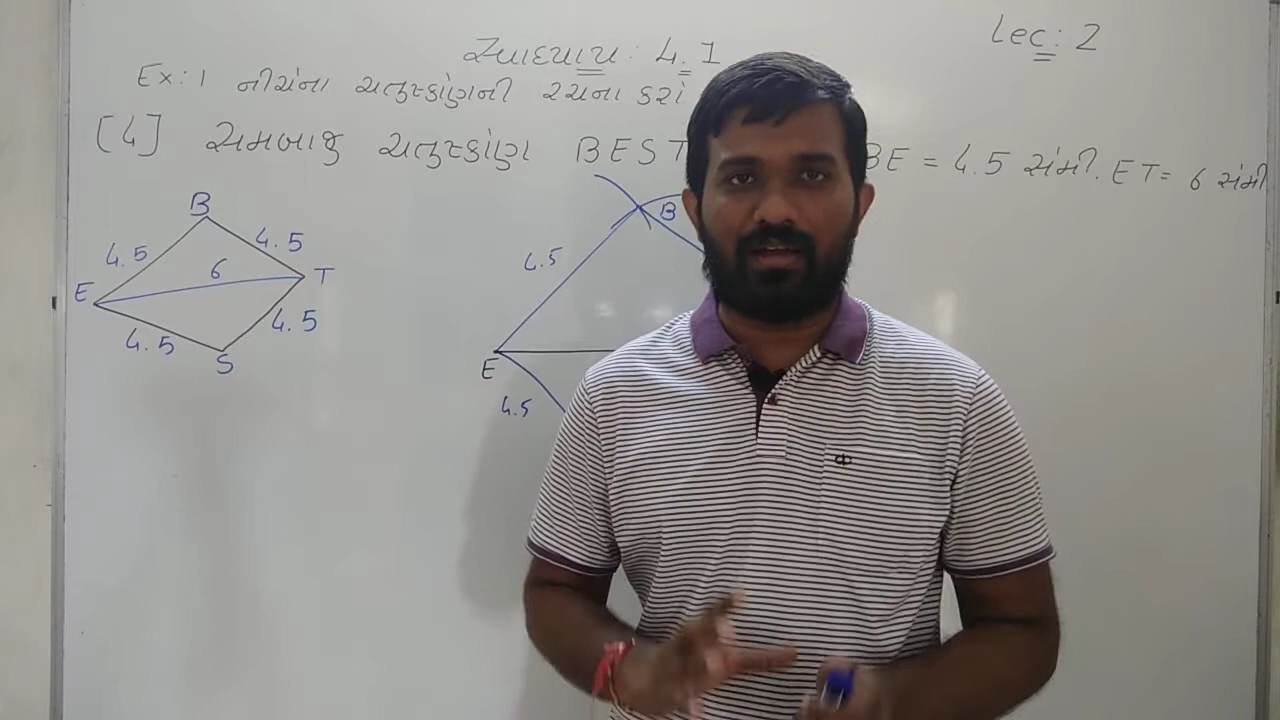 Lec: 2
સ્વાધ્યાય: 4.1
Ex: 1 નીચેના ચતુષ્કોણની રચના કરો
[4] સમબાજુ ચતુષ્કોણ BEST BE = 4.5 સેમી. ET = 6 સેમી
B
4.5 4.5
6
E T
4.5 4.5
S
B
4.5
E
4.5